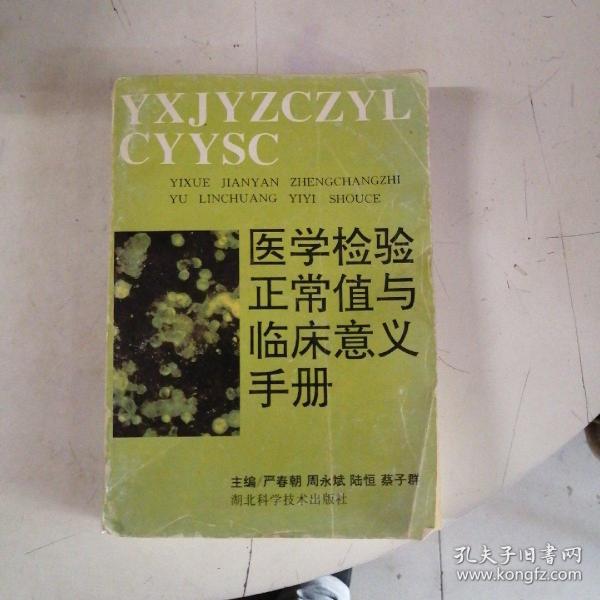 YXJYZCZYL
CYYSC
YIXUE JIANYAN ZHENGCHANGZHI
YU LINCHUANG YIYI SHOUCE
医学检验
正常值与
临床意义
手册
主编/严春朝 周永斌 陆恒 蔡子群
湖北科学技术出版社
孔夫子旧书网
www.kongfz.com